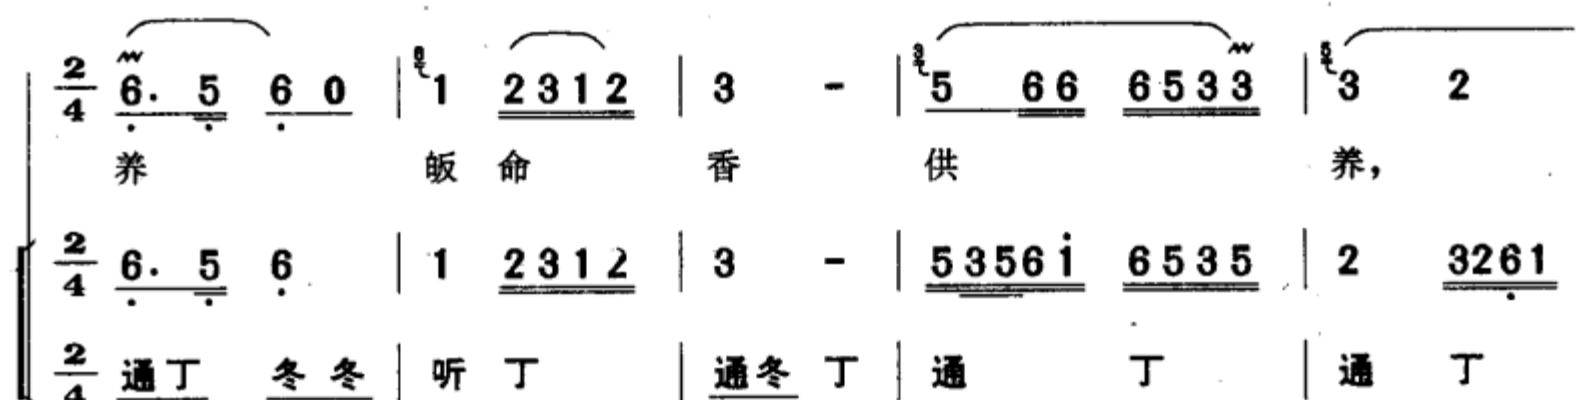 2/4 6. 5 6 0 | 1 2312 | 3 - | 5 66 6533 | 3 2
养 皈 命 香 供 养，
2/4 6. 5 6 | 1 2312 | 3 - | 5356i 6535 | 2 3261
2/4 通丁 冬冬 | 听 丁 | 通冬 丁 | 通 丁 | 通 丁